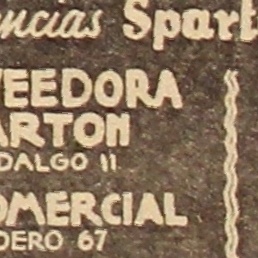 ncias Spart
VEEDORA
ARTON
DALGO 11
OMERCIAL
DERO 67